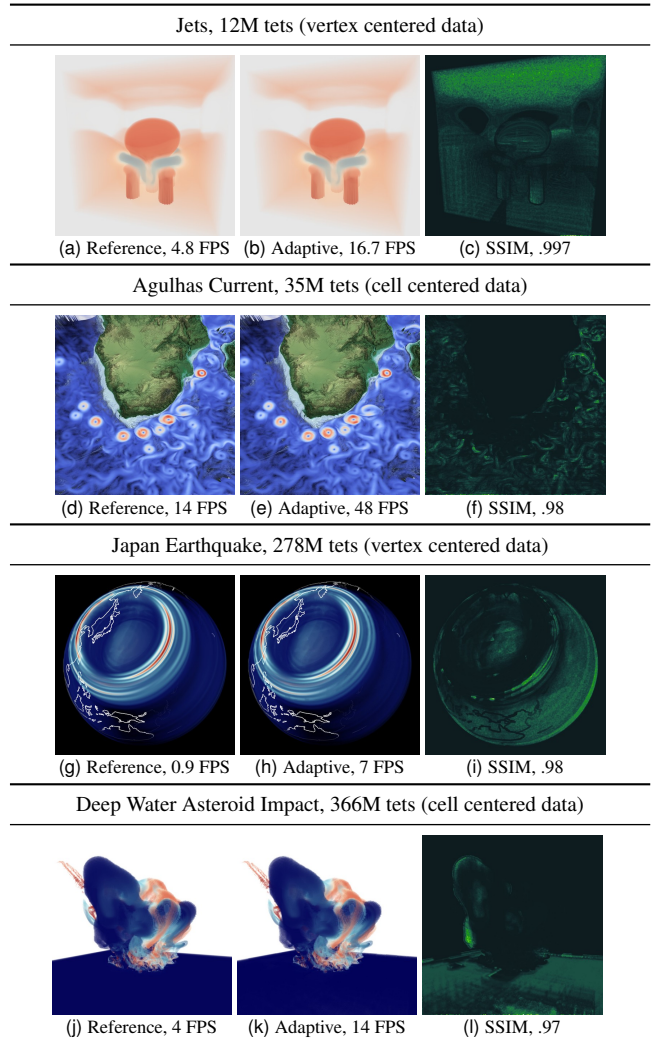 Jets, 12M tets (vertex centered data)
(a) Reference, 4.8 FPS (b) Adaptive, 16.7 FPS (c) SSIM, .997
Agulhas Current, 35M tets (cell centered data)
(d) Reference, 14 FPS (e) Adaptive, 48 FPS (f) SSIM, .98
Japan Earthquake, 278M tets (vertex centered data)
(g) Reference, 0.9 FPS (h) Adaptive, 7 FPS (i) SSIM, .98
Deep Water Asteroid Impact, 366M tets (cell centered data)
(j) Reference, 4 FPS (k) Adaptive, 14 FPS (l) SSIM, .97